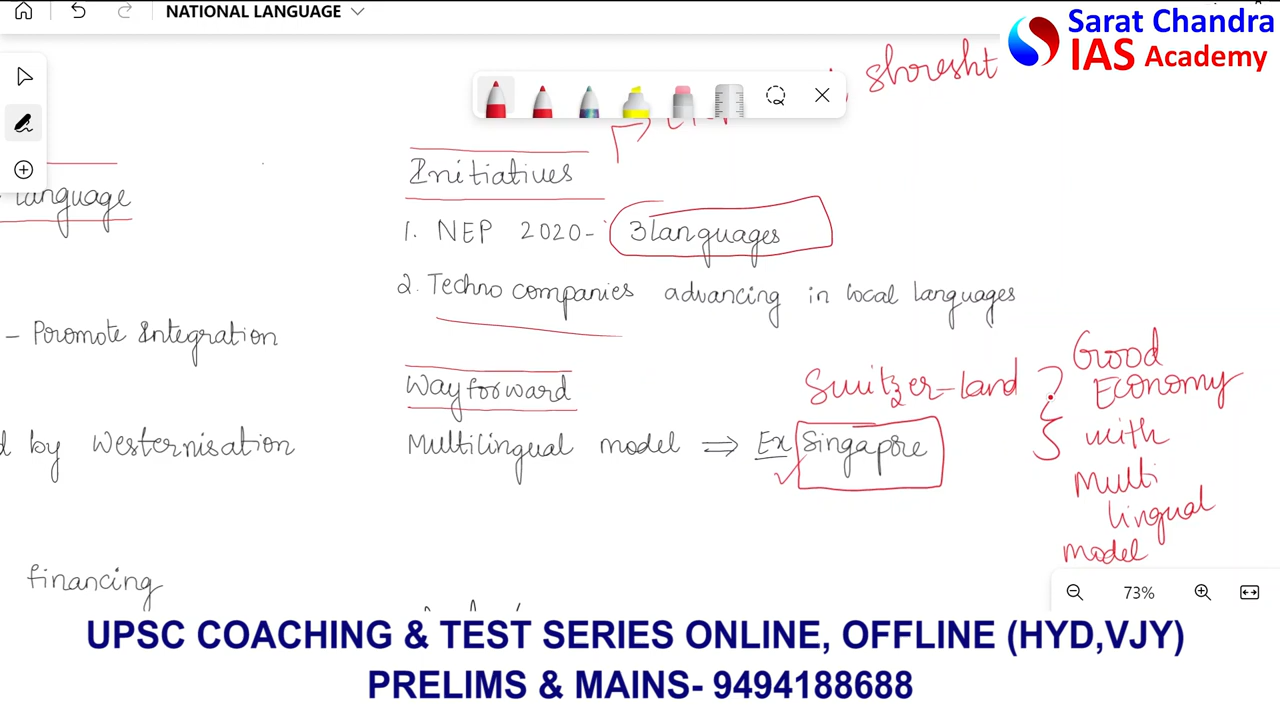 NATIONAL LANGUAGE
Sarat Chandra
IAS Academy
shoresht
Initiatives
language
1. NEP 2020- 3 languages
2. Techno companies advancing in local languages
- Poromote Integration
Way forward
Switzer-land
Good
Economy
with
Multi
lingual
model
d by Westernisation
Multilingual model ⇒ Ex Singapore
financing
73%
UPSC COACHING & TEST SERIES ONLINE, OFFLINE (HYD,VJY)
PRELIMS & MAINS- 9494188688